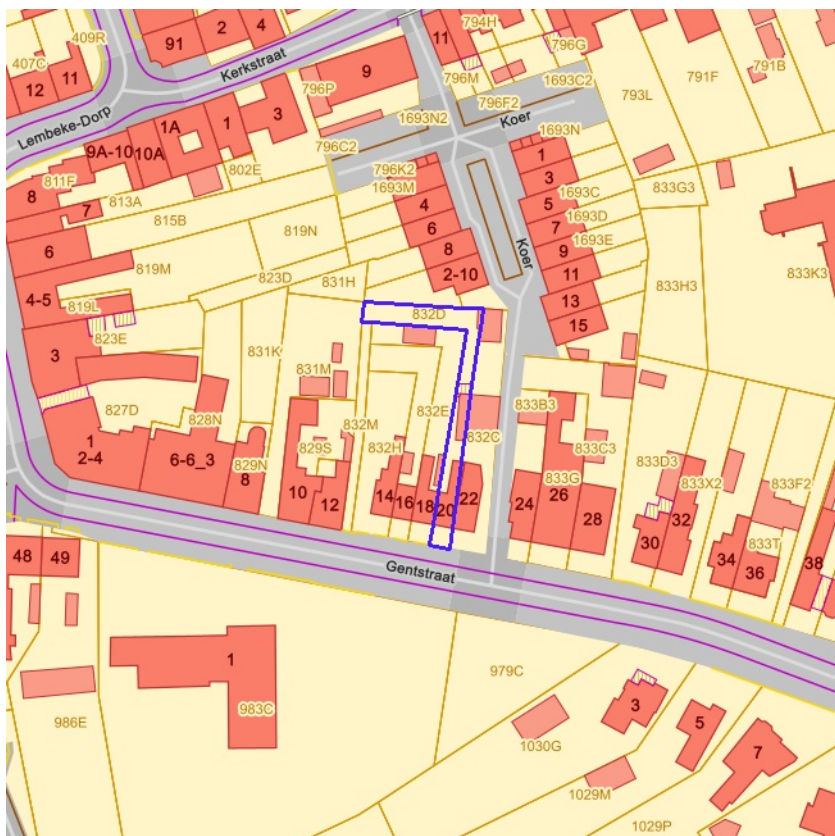 409R
91
2
4
407C
12
11
Kerkstraat
796P
9
11
794H
796M
796G
1693C2
796F2
793L
791F
791B
Lembeke-Dorp
9A-10
10A
1A
1
3
802E
796C2
1693N2
Koer
1693N
796K2
1693M
811F
8
7
813A
815B
819N
4
6
8
2-10
1
3
5
7
9
11
13
15
1693C
1693D
1693E
Koer
833G3
833K3
833H3
6
819M
4-5
819L
823D
831H
823E
3
832D
831K
831M
827D
828N
829N
829S
832M
832H
832E
832C
833B3
833C3
833G
833D3
833X2
833F2
833T
1
2-4
6-6_3
8
10
12
14
16
18
20
22
24
26
28
30
32
34
36
38
Gentstraat
48
49
1
983C
986E
979C
1030G
3
5
7
1029M
1029P